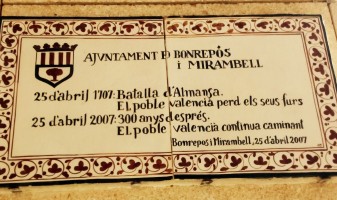 AJUNTAMENT D BONREPÒS
i MIRAMBELL
25 d'abril 1707: Batalla d'Almansa.
El poble valencià perd els seus furs
25 d'abril 2007: 300 anys després.
El poble valencià continua caminant
Bonrepòs i Mirambell, 25 d'abril 2007